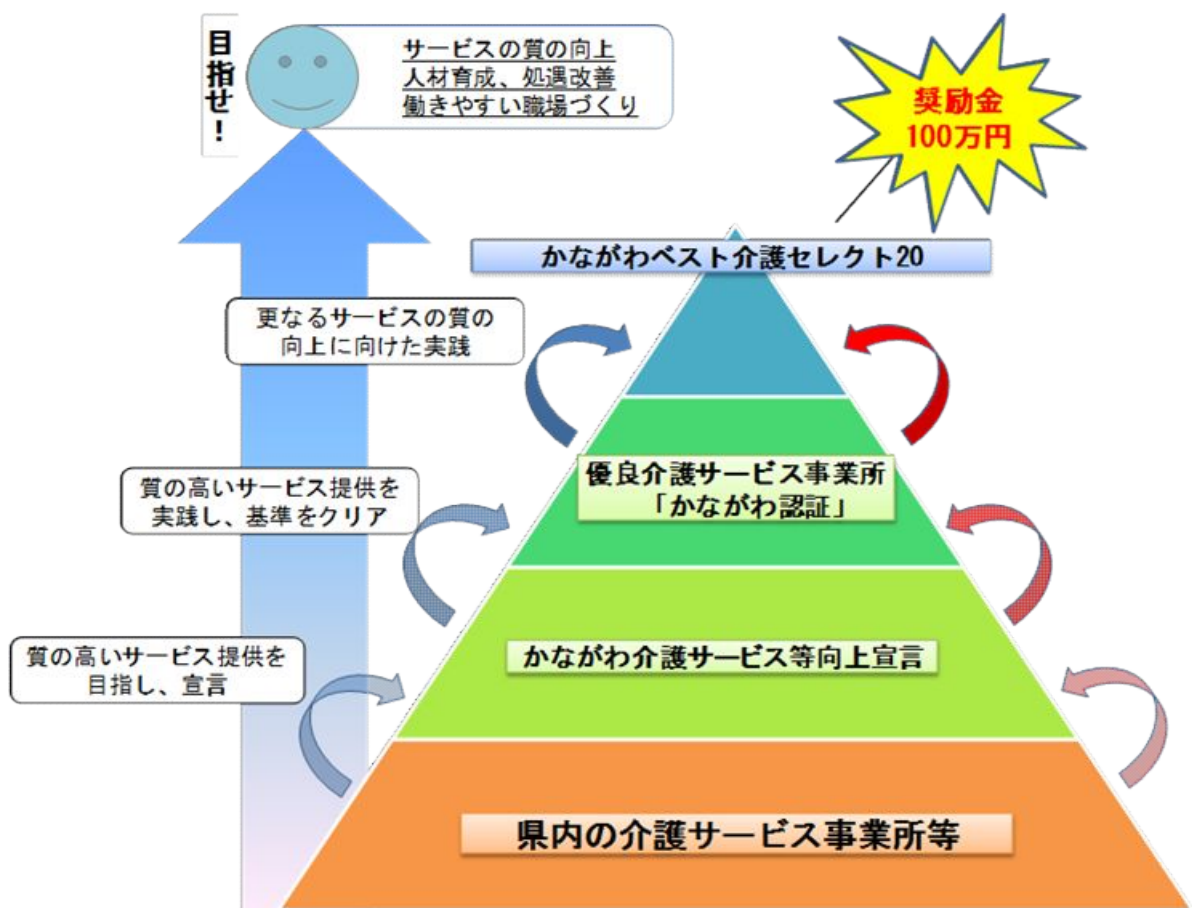 目指せ！
サービスの質の向上
人材育成、処遇改善
働きやすい職場づくり
奨励金
100万円
かながわベスト介護セレクト20
更なるサービスの質の
向上に向けた実践
優良介護サービス事業所
「かながわ認証」
質の高いサービス提供を
実践し、基準をクリア
かながわ介護サービス等向上宣言
質の高いサービス提供を
目指し、宣言
県内の介護サービス事業所等